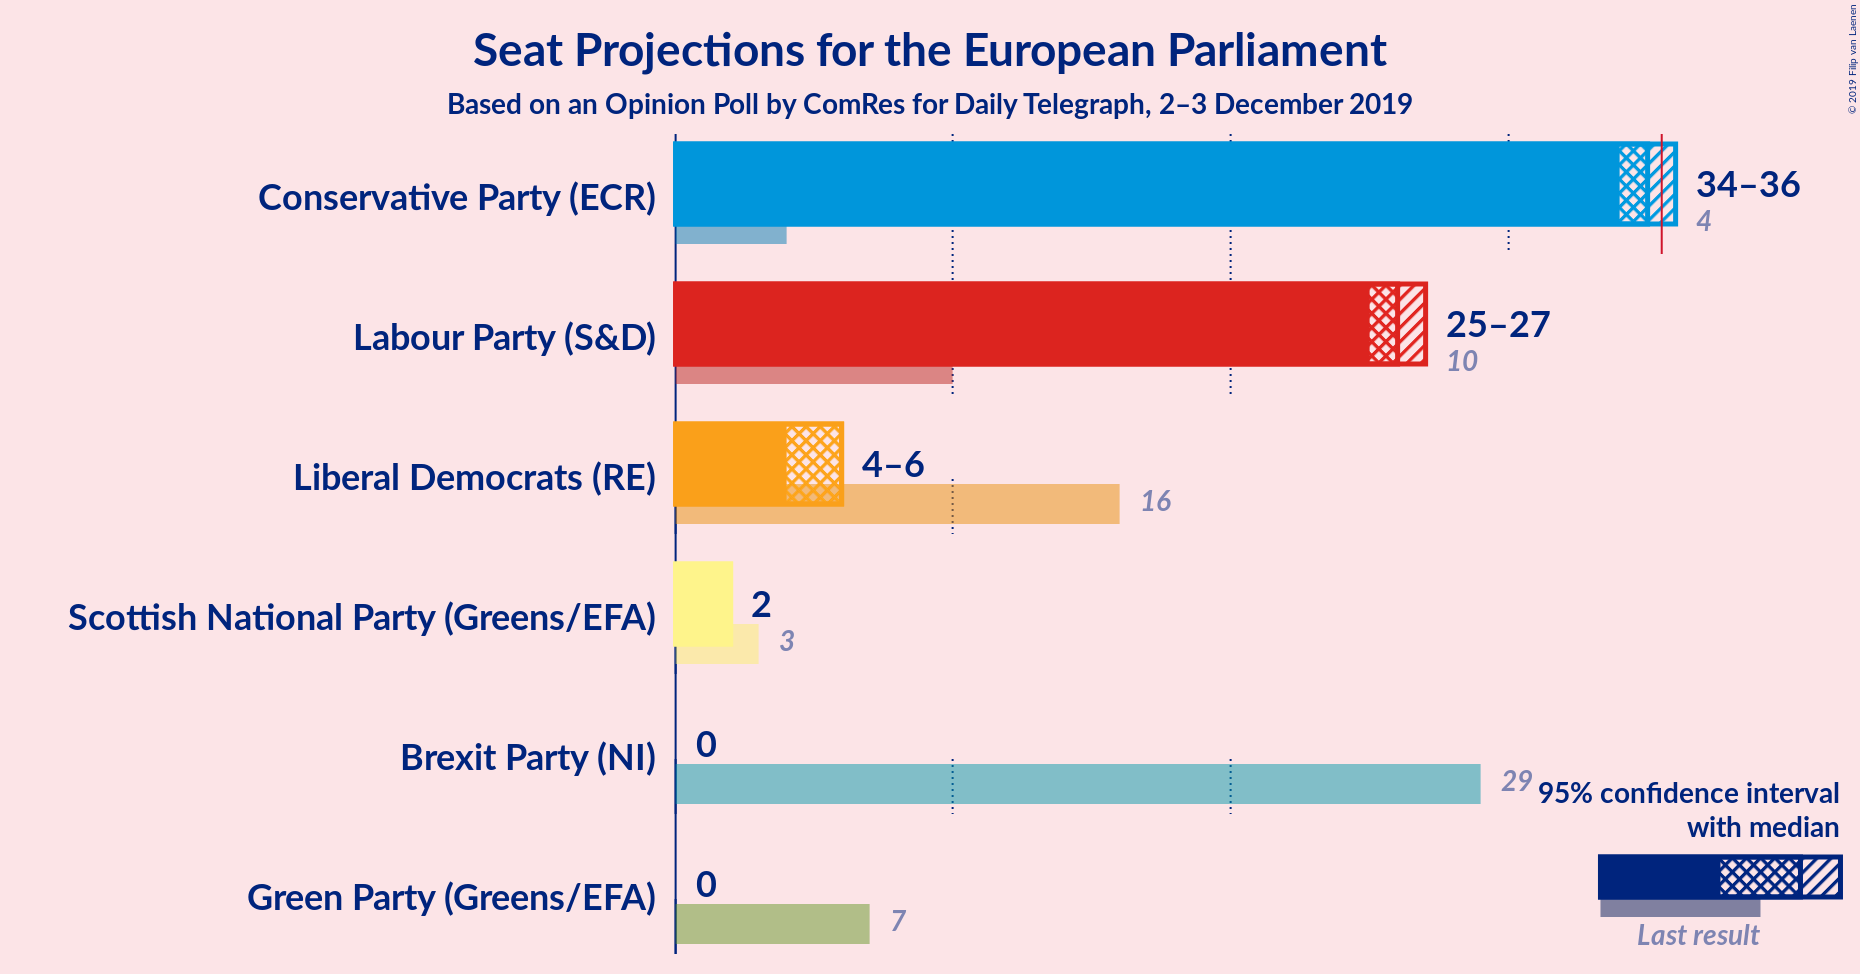 Seat Projections for the European Parliament
Based on an Opinion Poll by ComRes for Daily Telegraph, 2–3 December 2019
© 2019 Filip van Laenen
Conservative Party (ECR)
34–36
4
Labour Party (S&D)
25–27
10
Liberal Democrats (RE)
4–6
16
Scottish National Party (Greens/EFA)
2
3
Brexit Party (NI)
0
29
Green Party (Greens/EFA)
0
7
95% confidence interval
with median
Last result